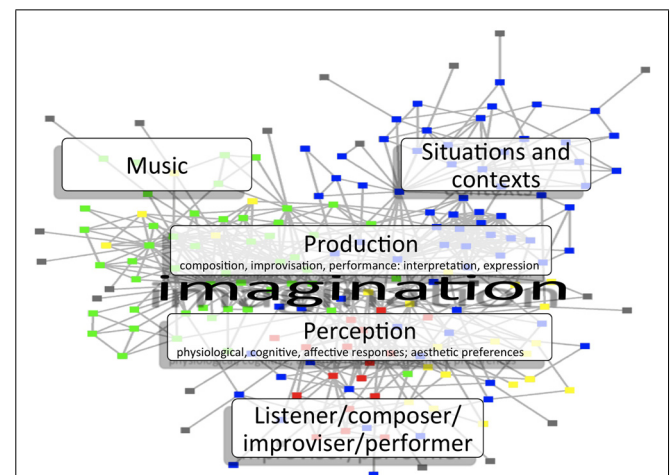 Music
Situations and
contexts
Production
composition, improvisation, performance: interpretation, expression
imagination
Perception
physiological, cognitive, affective responses; aesthetic preferences
Listener/composer/
improviser/performer